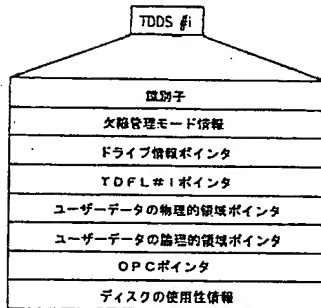 TDDS #i
識別子
欠陥管理モード情報
ドライブ情報ポインタ
TDFL#1ポインタ
ユーザーデータの物理的領域ポインタ
ユーザーデータの論理的領域ポインタ
OPCポインタ
ディスクの使用性情報